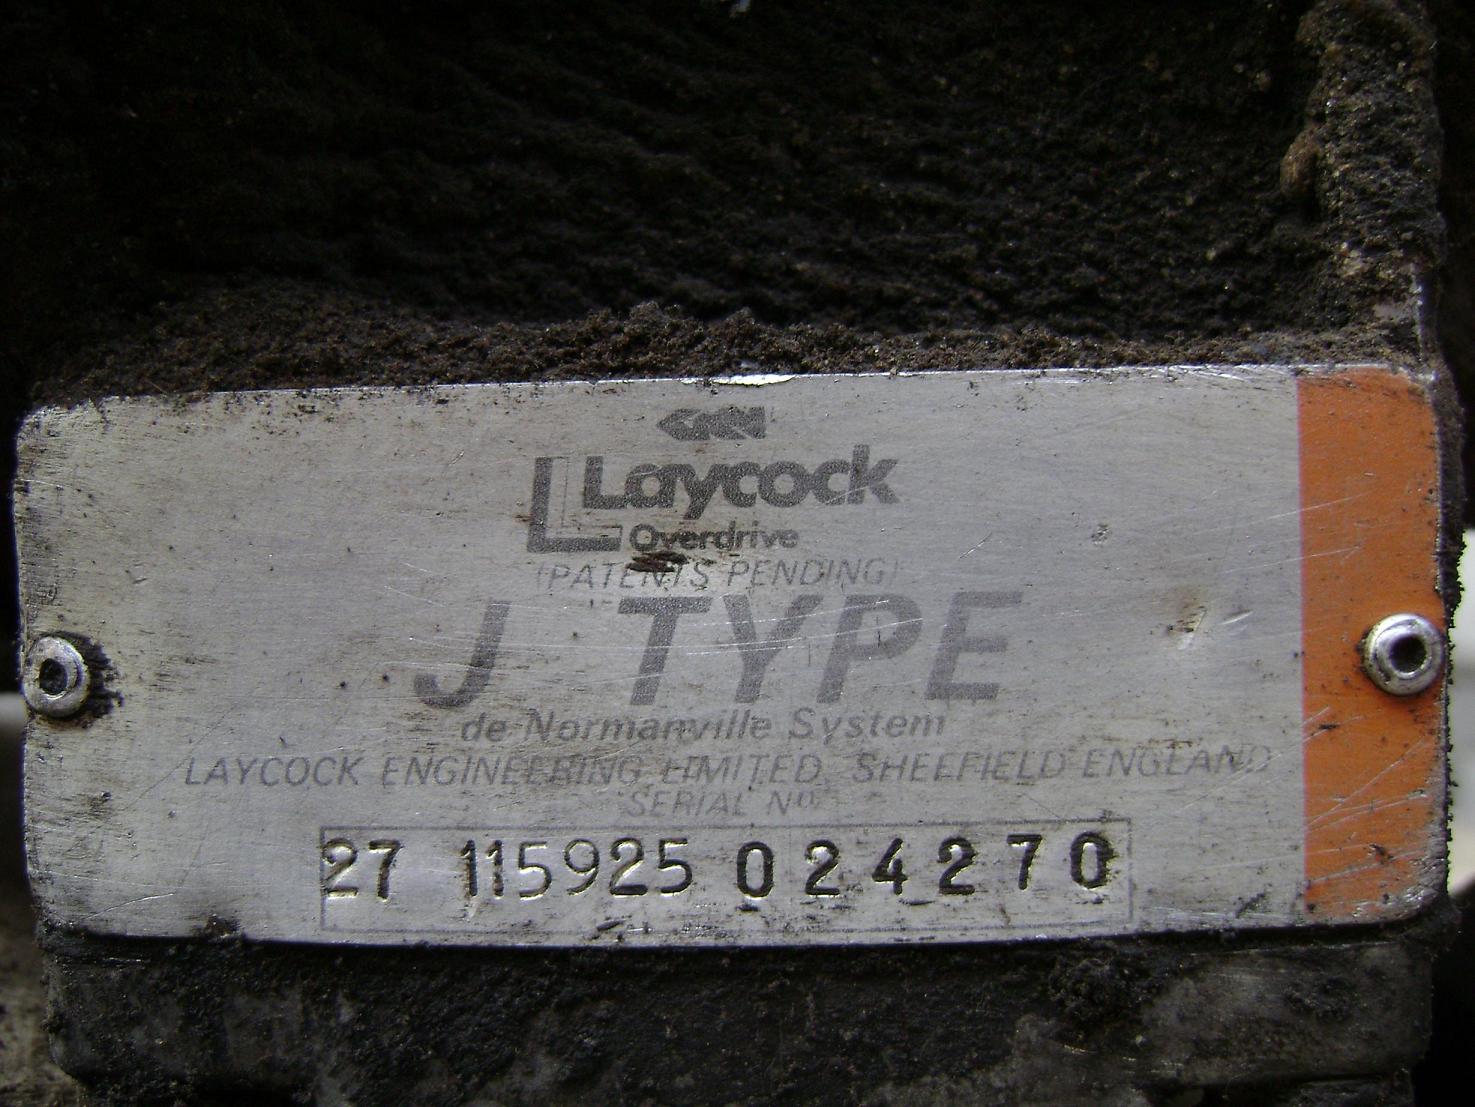 GKN
Laycock
Overdrive
(PATENTS PENDING)
J TYPE
de Normanville System
LAYCOCK ENGINEERING LIMITED, SHEFFIELD ENGLAND
SERIAL No
27 115925 024270